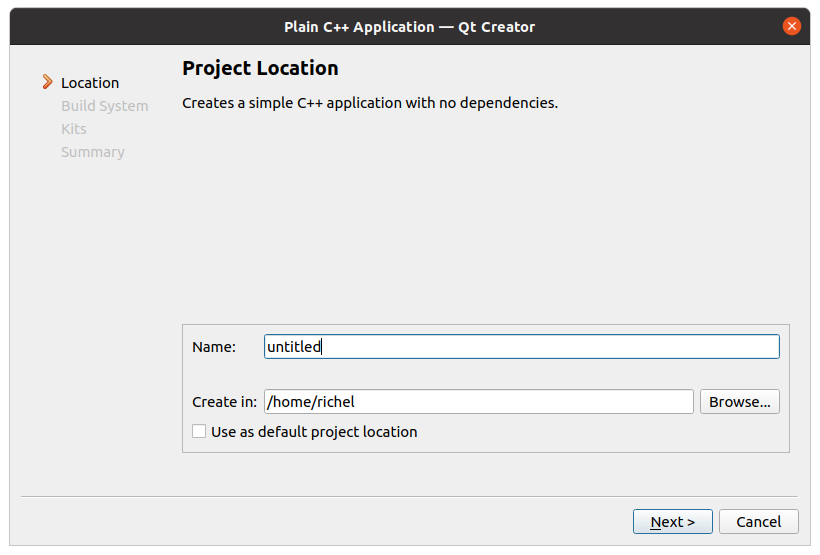 Plain C++ Application — Qt Creator
Location
Build System
Kits
Summary
Project Location
Creates a simple C++ application with no dependencies.
Name: untitled
Create in: /home/richel Browse...
Use as default project location
Next > Cancel